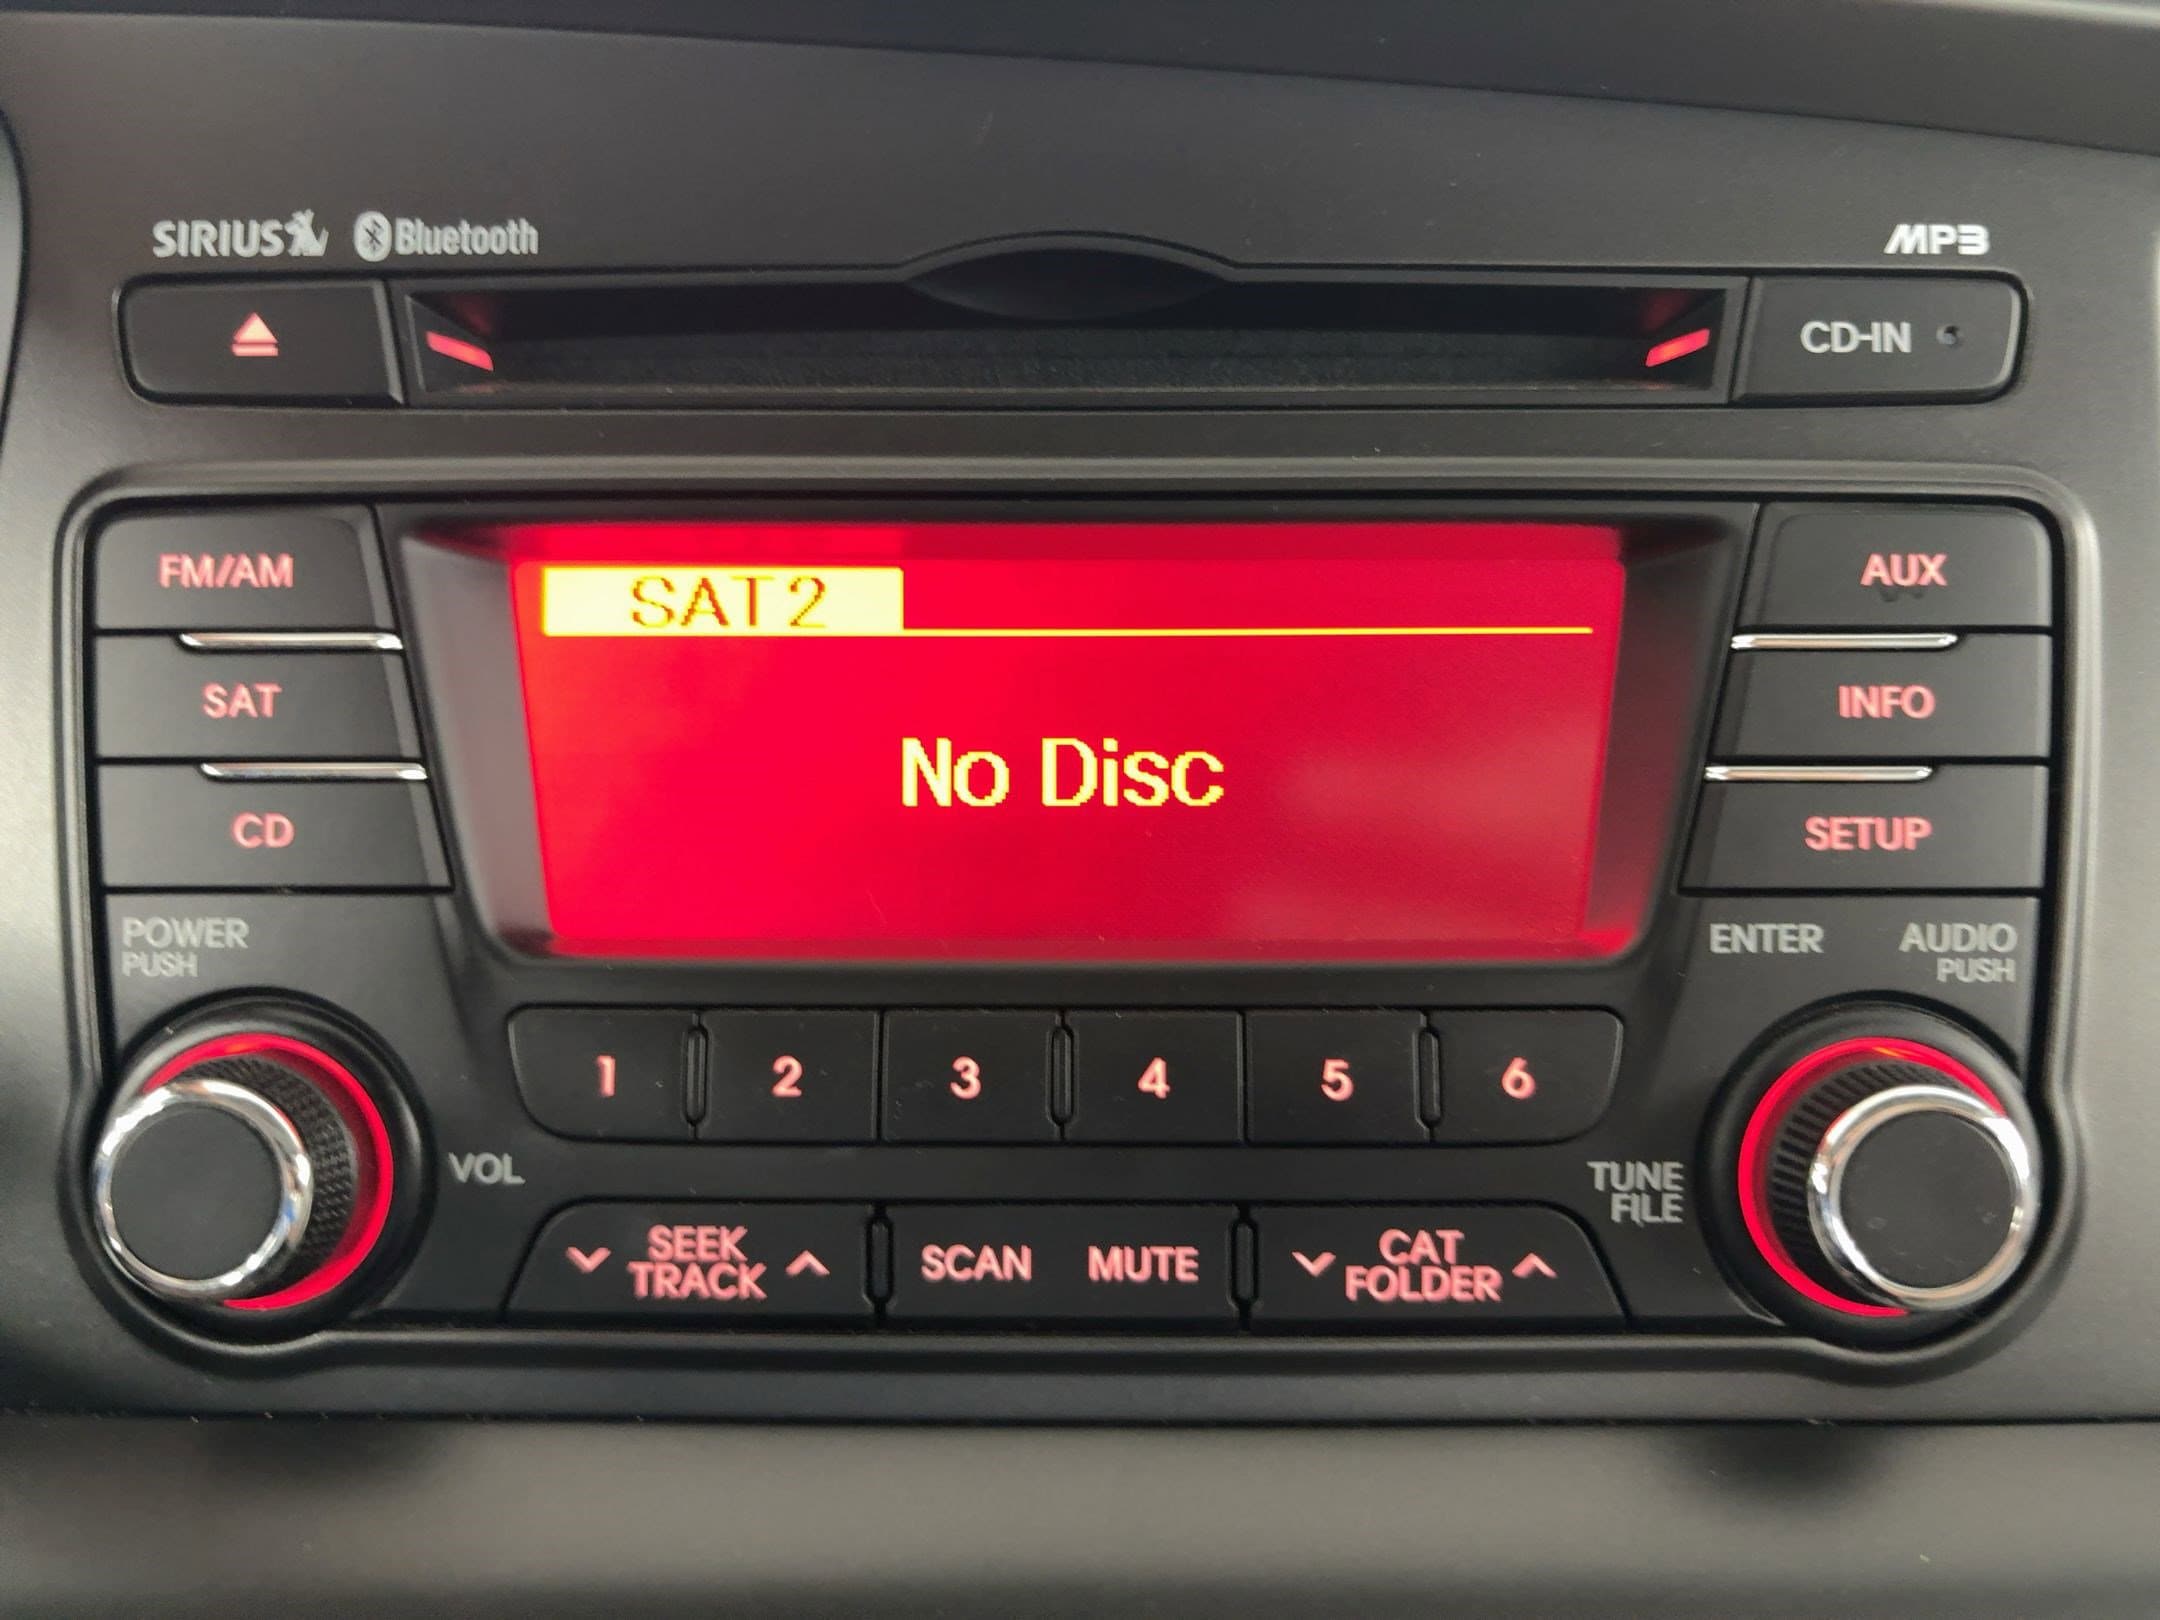 SIRIUS Bluetooth MP3
CD-IN
FM/AM
SAT
CD
SAT2
No Disc
AUX
INFO
SETUP
POWER
PUSH
ENTER
AUDIO
PUSH
1 2 3 4 5 6
VOL
TUNE
FILE
SEEK
TRACK
SCAN MUTE
CAT
FOLDER